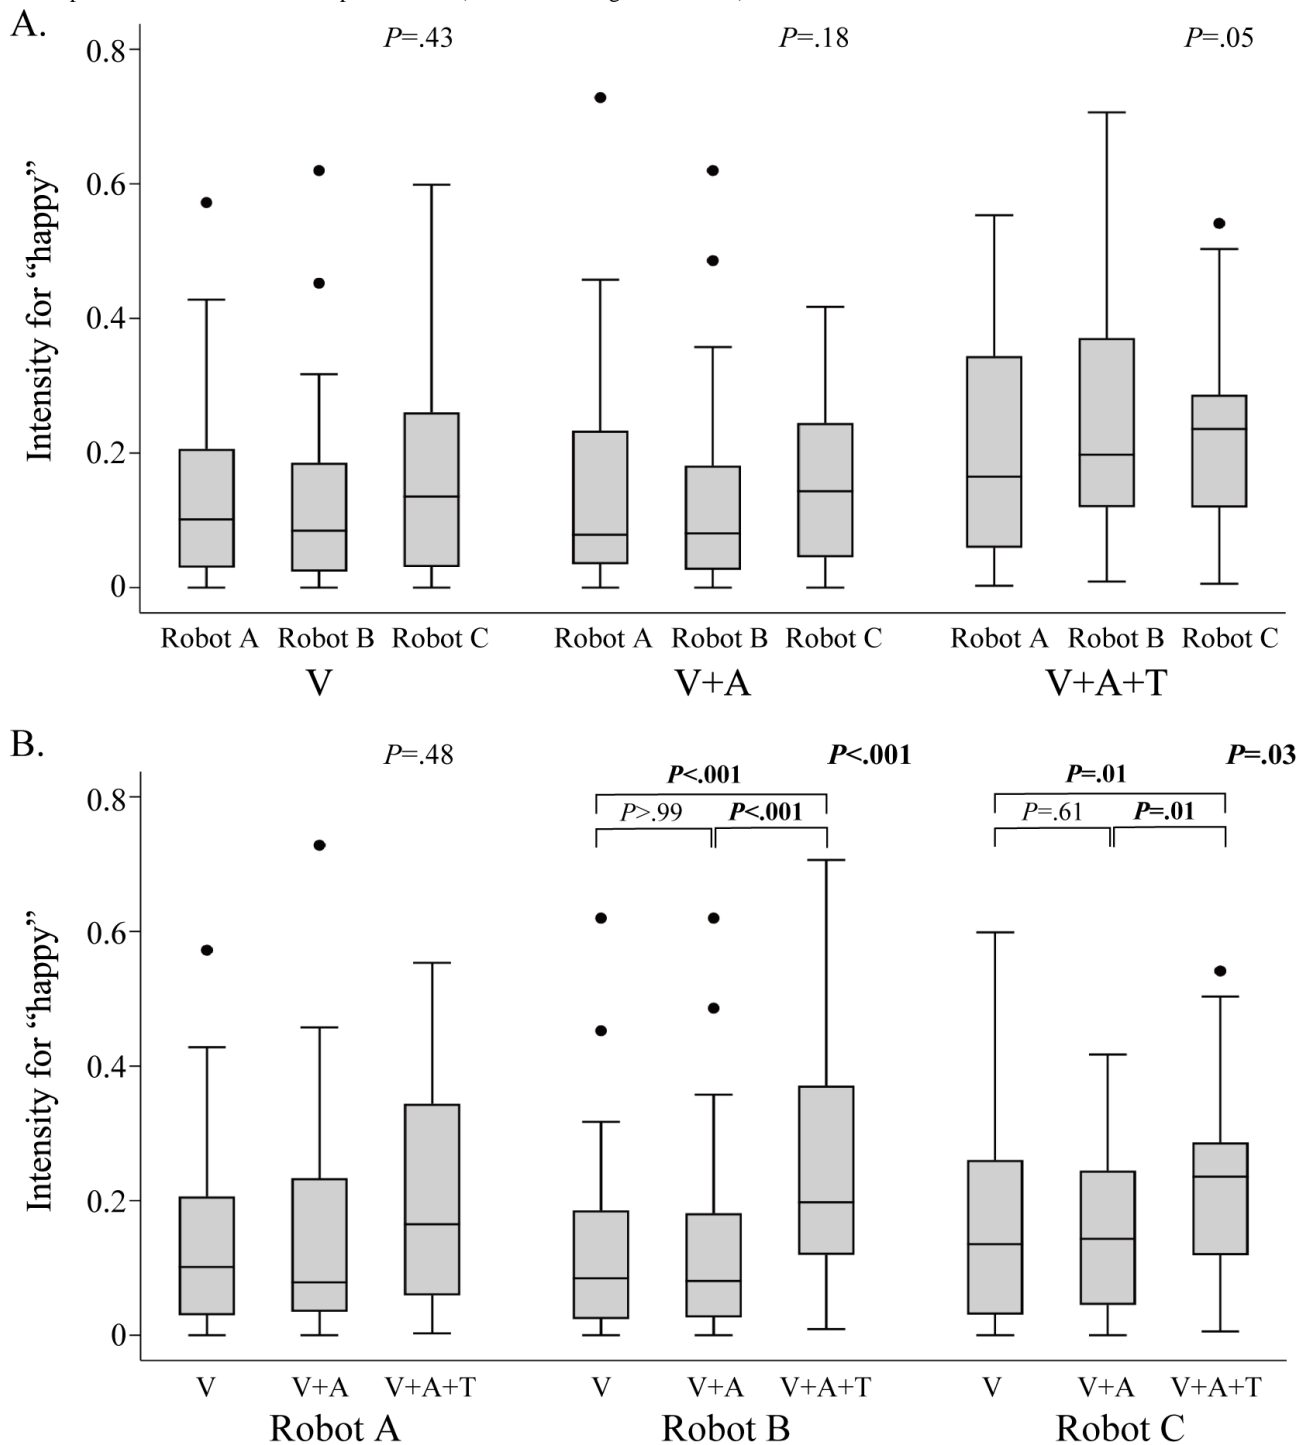 A.
P=.43 P=.18 P=.05
0.8
0.6
0.4
0.2
0
Intensity for “happy”
Robot A Robot B Robot C Robot A Robot B Robot C Robot A Robot B Robot C
V V+A V+A+T
B.
P=.48 P<.001 P=.03
P<.001 P=.01
P>.99 P<.001 P=.61 P=.01
0.8
0.6
0.4
0.2
0
Intensity for “happy”
V V+A V+A+T V V+A V+A+T V V+A V+A+T
Robot A Robot B Robot C